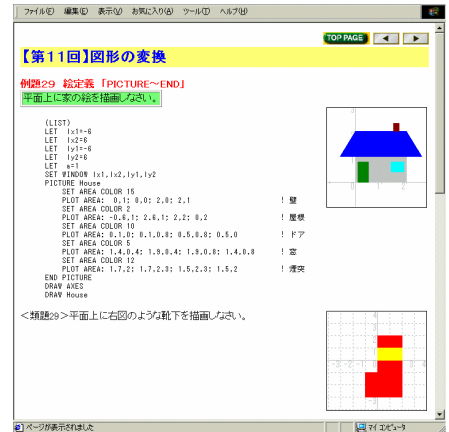 ファイル(F) 編集(E) 表示(V) お気に入り(A) ツール(T) ヘルプ(H)
TOP PAGE
【第11回】図形の変換
例題29 絵定義「PICTURE～END」
平面上に家の絵を描画しなさい。
(LIST)
LET lx1=-6
LET lx2=6
LET ly1=-6
LET ly2=6
LET a=1
SET WINDOW lx1,lx2,ly1,ly2
PICTURE House
SET AREA COLOR 15
PLOT AREA: 0,1; 0,0; 2,0; 2,1 ! 壁
SET AREA COLOR 2
PLOT AREA: -0.6,1; 2.6,1; 2,2; 0,2 ! 屋根
SET AREA COLOR 10
PLOT AREA: 0.1,0; 0.1,0.8; 0.5,0.8; 0.5,0 ! ドア
SET AREA COLOR 5
PLOT AREA: 1.4,0.4; 1.9,0.4; 1.9,0.8; 1.4,0.8 ! 窓
SET AREA COLOR 12
PLOT AREA: 1.7,2; 1.7,2.3; 1.5,2.3; 1.5,2 ! 煙突
END PICTURE
DRAW AXES
DRAW House
＜類題29＞平面上に右図のような靴下を描画しなさい。
ページが表示されました
マイ コンピュータ